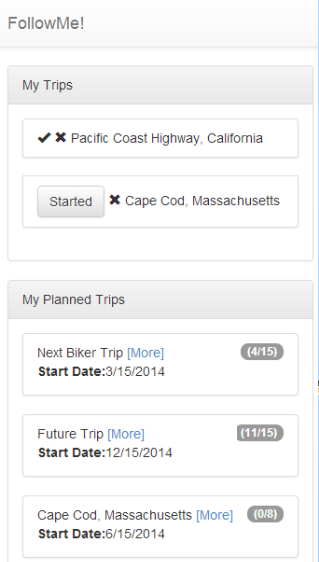 FollowMe!
My Trips
Pacific Coast Highway, California
Started Cape Cod, Massachusetts
My Planned Trips
Next Biker Trip [More] (4/15)
Start Date:3/15/2014
Future Trip [More] (11/15)
Start Date:12/15/2014
Cape Cod, Massachusetts [More] (0/8)
Start Date:6/15/2014